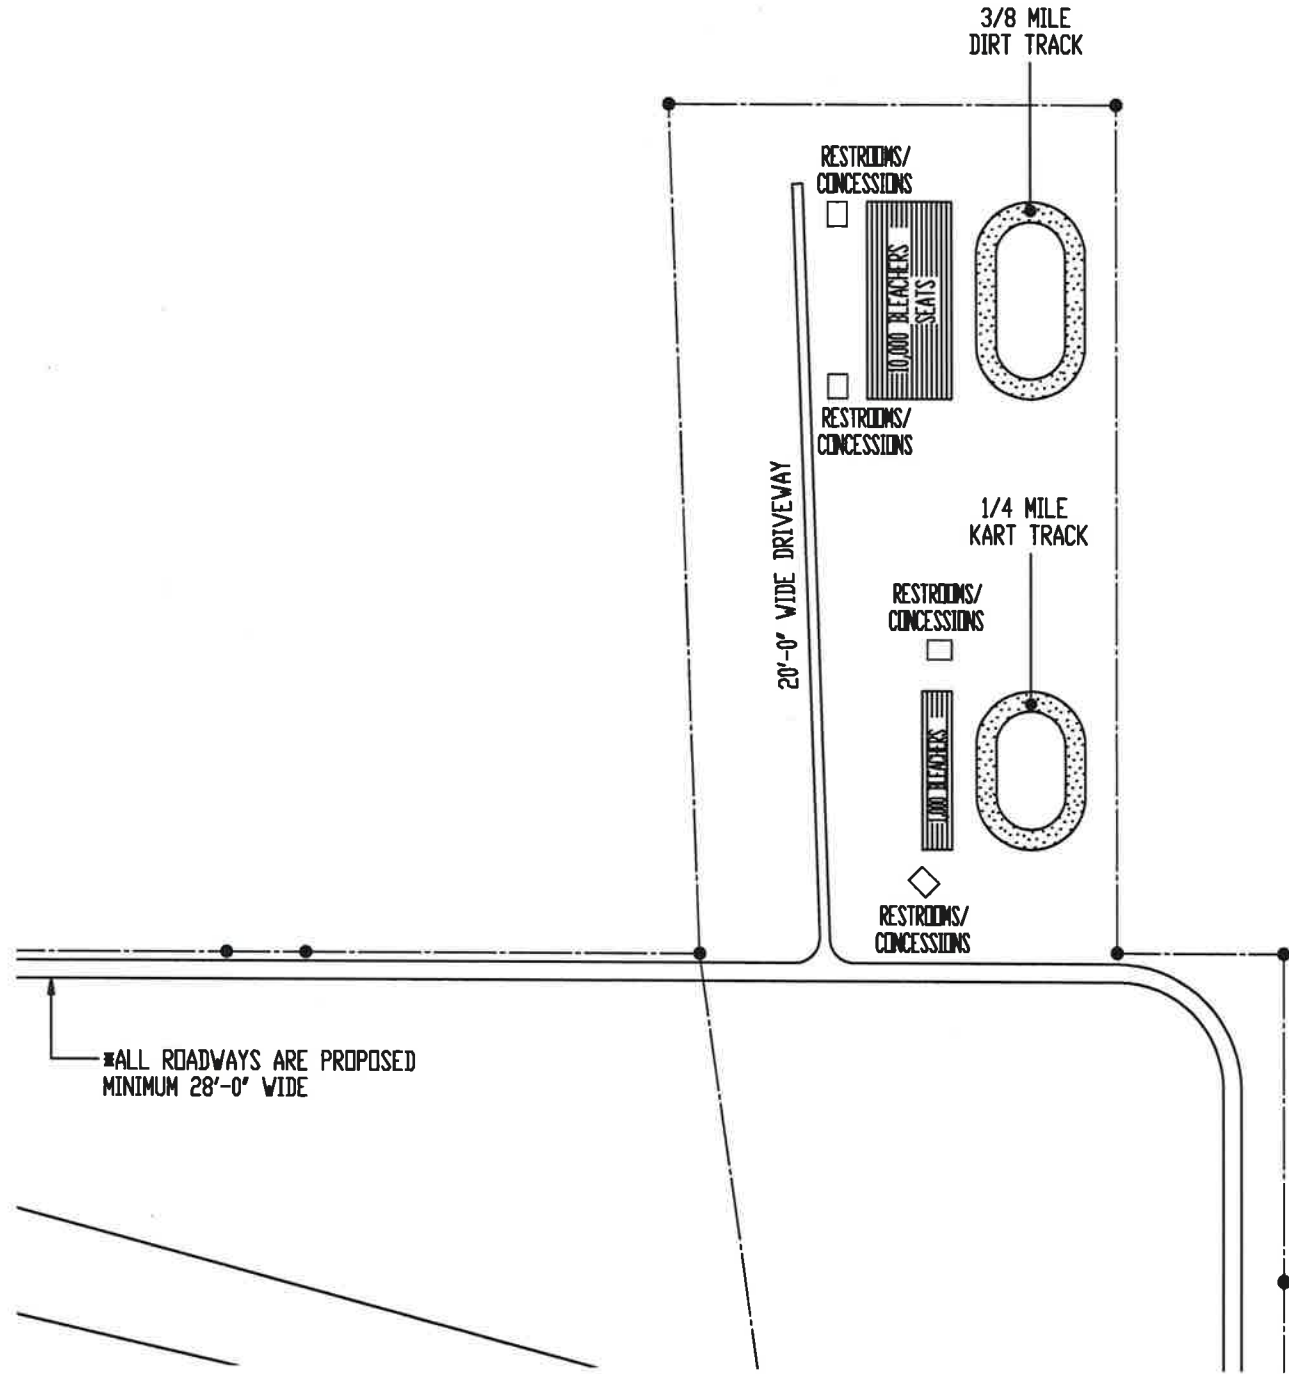 3/8 MILE
DIRT TRACK
RESTROOMS/
CONCESSIONS
10,000 BLEACHERS
SEATS
RESTROOMS/
CONCESSIONS
20'-0" WIDE DRIVEWAY
1/4 MILE
KART TRACK
RESTROOMS/
CONCESSIONS
1,000 BLEACHERS
RESTROOMS/
CONCESSIONS
*ALL ROADWAYS ARE PROPOSED
MINIMUM 28'-0" WIDE